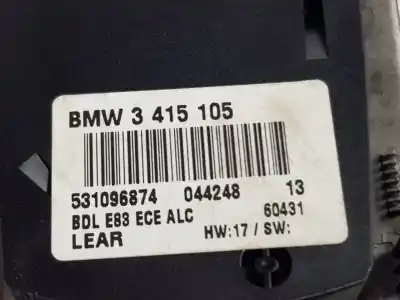 BMW 3 415 105
531096874 044248 13
BDL E83 ECE ALC 60431
LEAR HW:17 / SW: